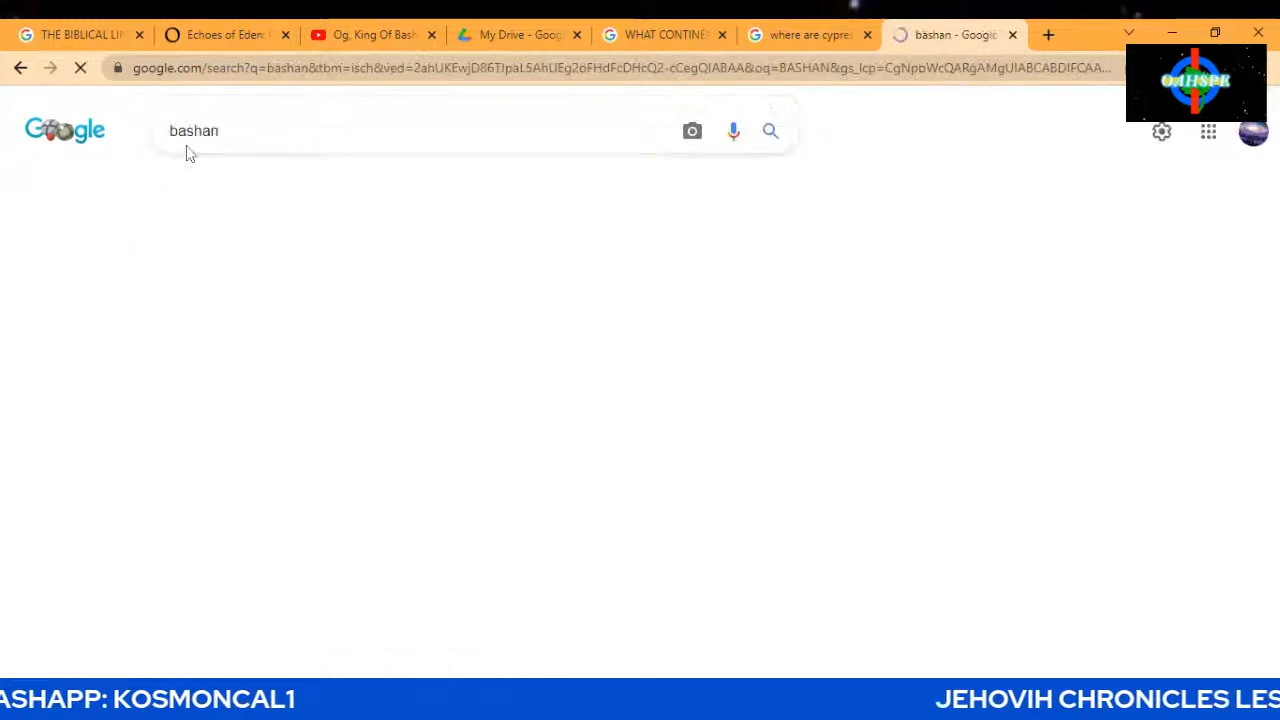 THE BIBLICAL LI
Echoes of Eden:
Og, King Of Bash
My Drive - Goog
WHAT CONTINE
where are cypre
bashan - Google
google.com/search?q=bashan&tbm=isch&ved=2ahUKEwjD86TIpaL5AhUEg2oFHdFcDHcQ2-cCegQIABAA&oq=BASHAN&gs_lcp=CgNpbWcQARgAMgUIABCABDIFCAA...
OAHSPE
Google
bashan
ASHAPP: KOSMONCAL1
JEHOVIH CHRONICLES LES